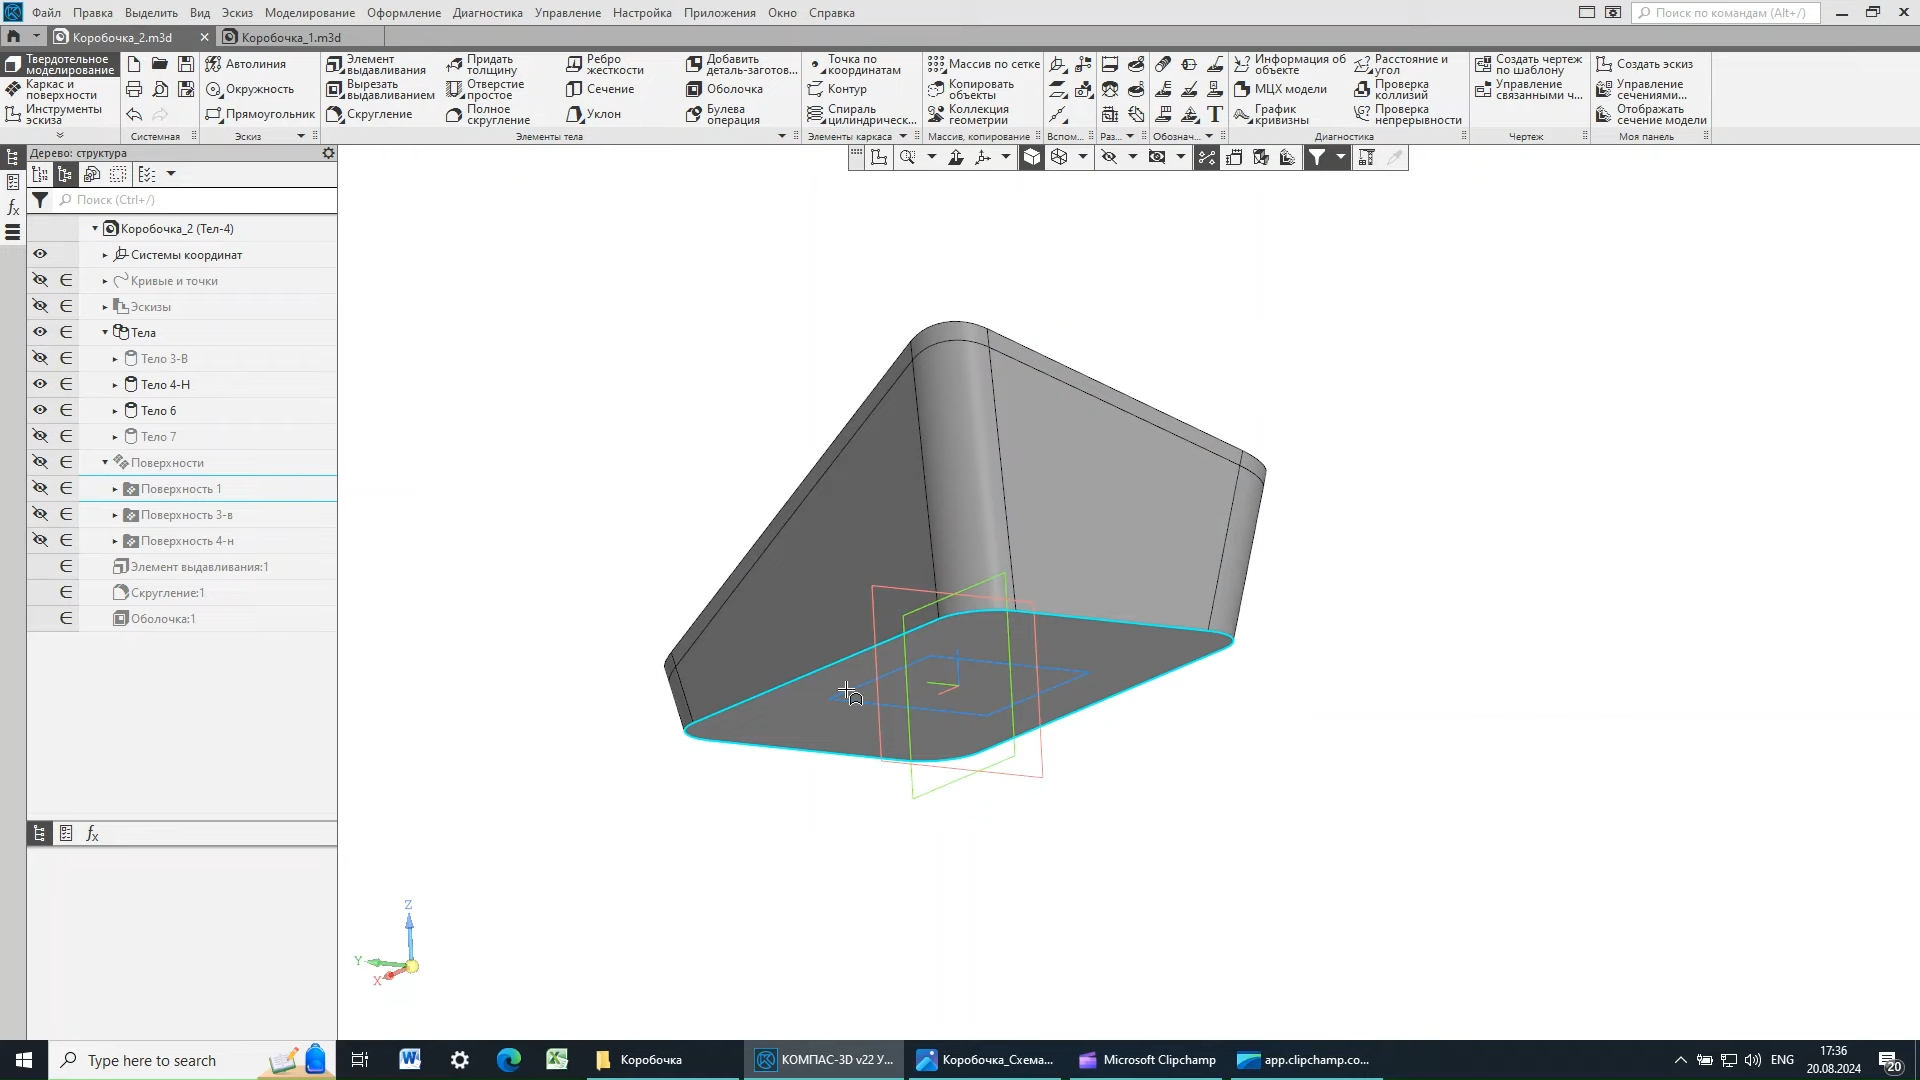 Файл Правка Выделить Вид Эскиз Моделирование Оформление Диагностика Управление Настройка Приложения Окно Справка
Поиск по командам (Alt+/)
Коробочка_2.m3d
Коробочка_1.m3d
Твердотельное моделирование
Каркас и поверхности
Инструменты эскиза
Системная
Автолиния
Окружность
Прямоугольник
Эскиз
Элемент выдавливания
Вырезать выдавливанием
Скругление
Придать толщину
Отверстие простое
Полное скругление
Ребро жесткости
Сечение
Уклон
Добавить деталь-заготов...
Оболочка
Булева операция
Элементы тела
Точка по координатам
Контур
Спираль цилиндрическ...
Элементы каркаса
Массив по сетке
Копировать объекты
Коллекция геометрии
Массив, копирование
Вспом...
Раз...
Обознач...
Информация об объекте
МЦХ модели
График кривизны
Расстояние и угол
Проверка коллизий
Проверка непрерывности
Диагностика
Создать чертеж по шаблону
Управление связанными ч...
Чертеж
Создать эскиз
Управление сечениями...
Отображать сечение модели
Моя панель
Дерево: структура
Поиск (Ctrl+/)
Коробочка_2 (Тел-4)
Системы координат
Кривые и точки
Эскизы
Тела
Тело 3-В
Тело 4-Н
Тело 6
Тело 7
Поверхности
Поверхность 1
Поверхность 3-в
Поверхность 4-н
Элемент выдавливания:1
Скругление:1
Оболочка:1
fx
fx
Z
Y
X
Type here to search
Коробочка
КОМПАС-3D v22 У...
Коробочка_Схема...
Microsoft Clipchamp
app.clipchamp.co...
ENG
17:36
20.08.2024
20